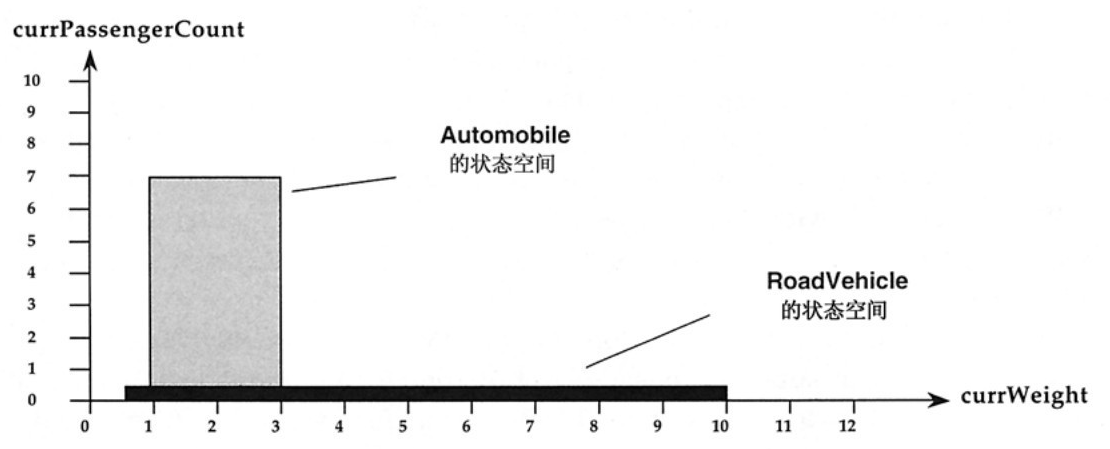 currPassengerCount
10
9
8
7
6
5
4
3
2
1
0
Automobile
的状态空间
RoadVehicle
的状态空间
currWeight
0 1 2 3 4 5 6 7 8 9 10 11 12